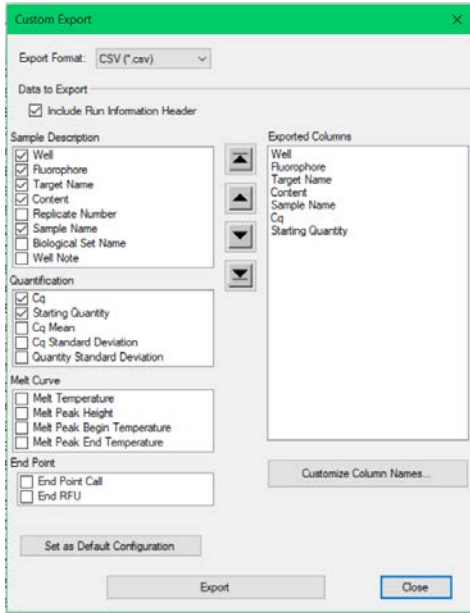 Custom Export
Export Format: CSV (*.csv)
Data to Export
Include Run Information Header
Sample Description
Well
Fluorophore
Target Name
Content
Replicate Number
Sample Name
Biological Set Name
Well Note
Quantification
Cq
Starting Quantity
Cq Mean
Cq Standard Deviation
Quantity Standard Deviation
Melt Curve
Melt Temperature
Melt Peak Height
Melt Peak Begin Temperature
Melt Peak End Temperature
End Point
End Point Call
End RFU
Exported Columns
Well
Fluorophore
Target Name
Content
Sample Name
Cq
Starting Quantity
Customize Column Names...
Set as Default Configuration
Export
Close